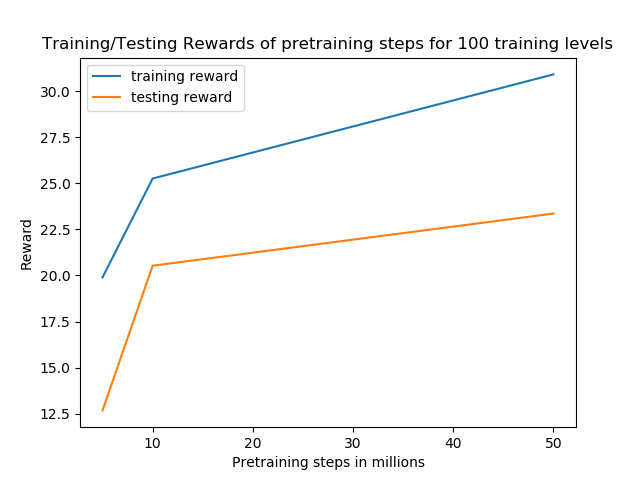 Training/Testing Rewards of pretraining steps for 100 training levels
training reward
testing reward
30.0
27.5
25.0
22.5
20.0
17.5
15.0
12.5
Reward
10 20 30 40 50
Pretraining steps in millions